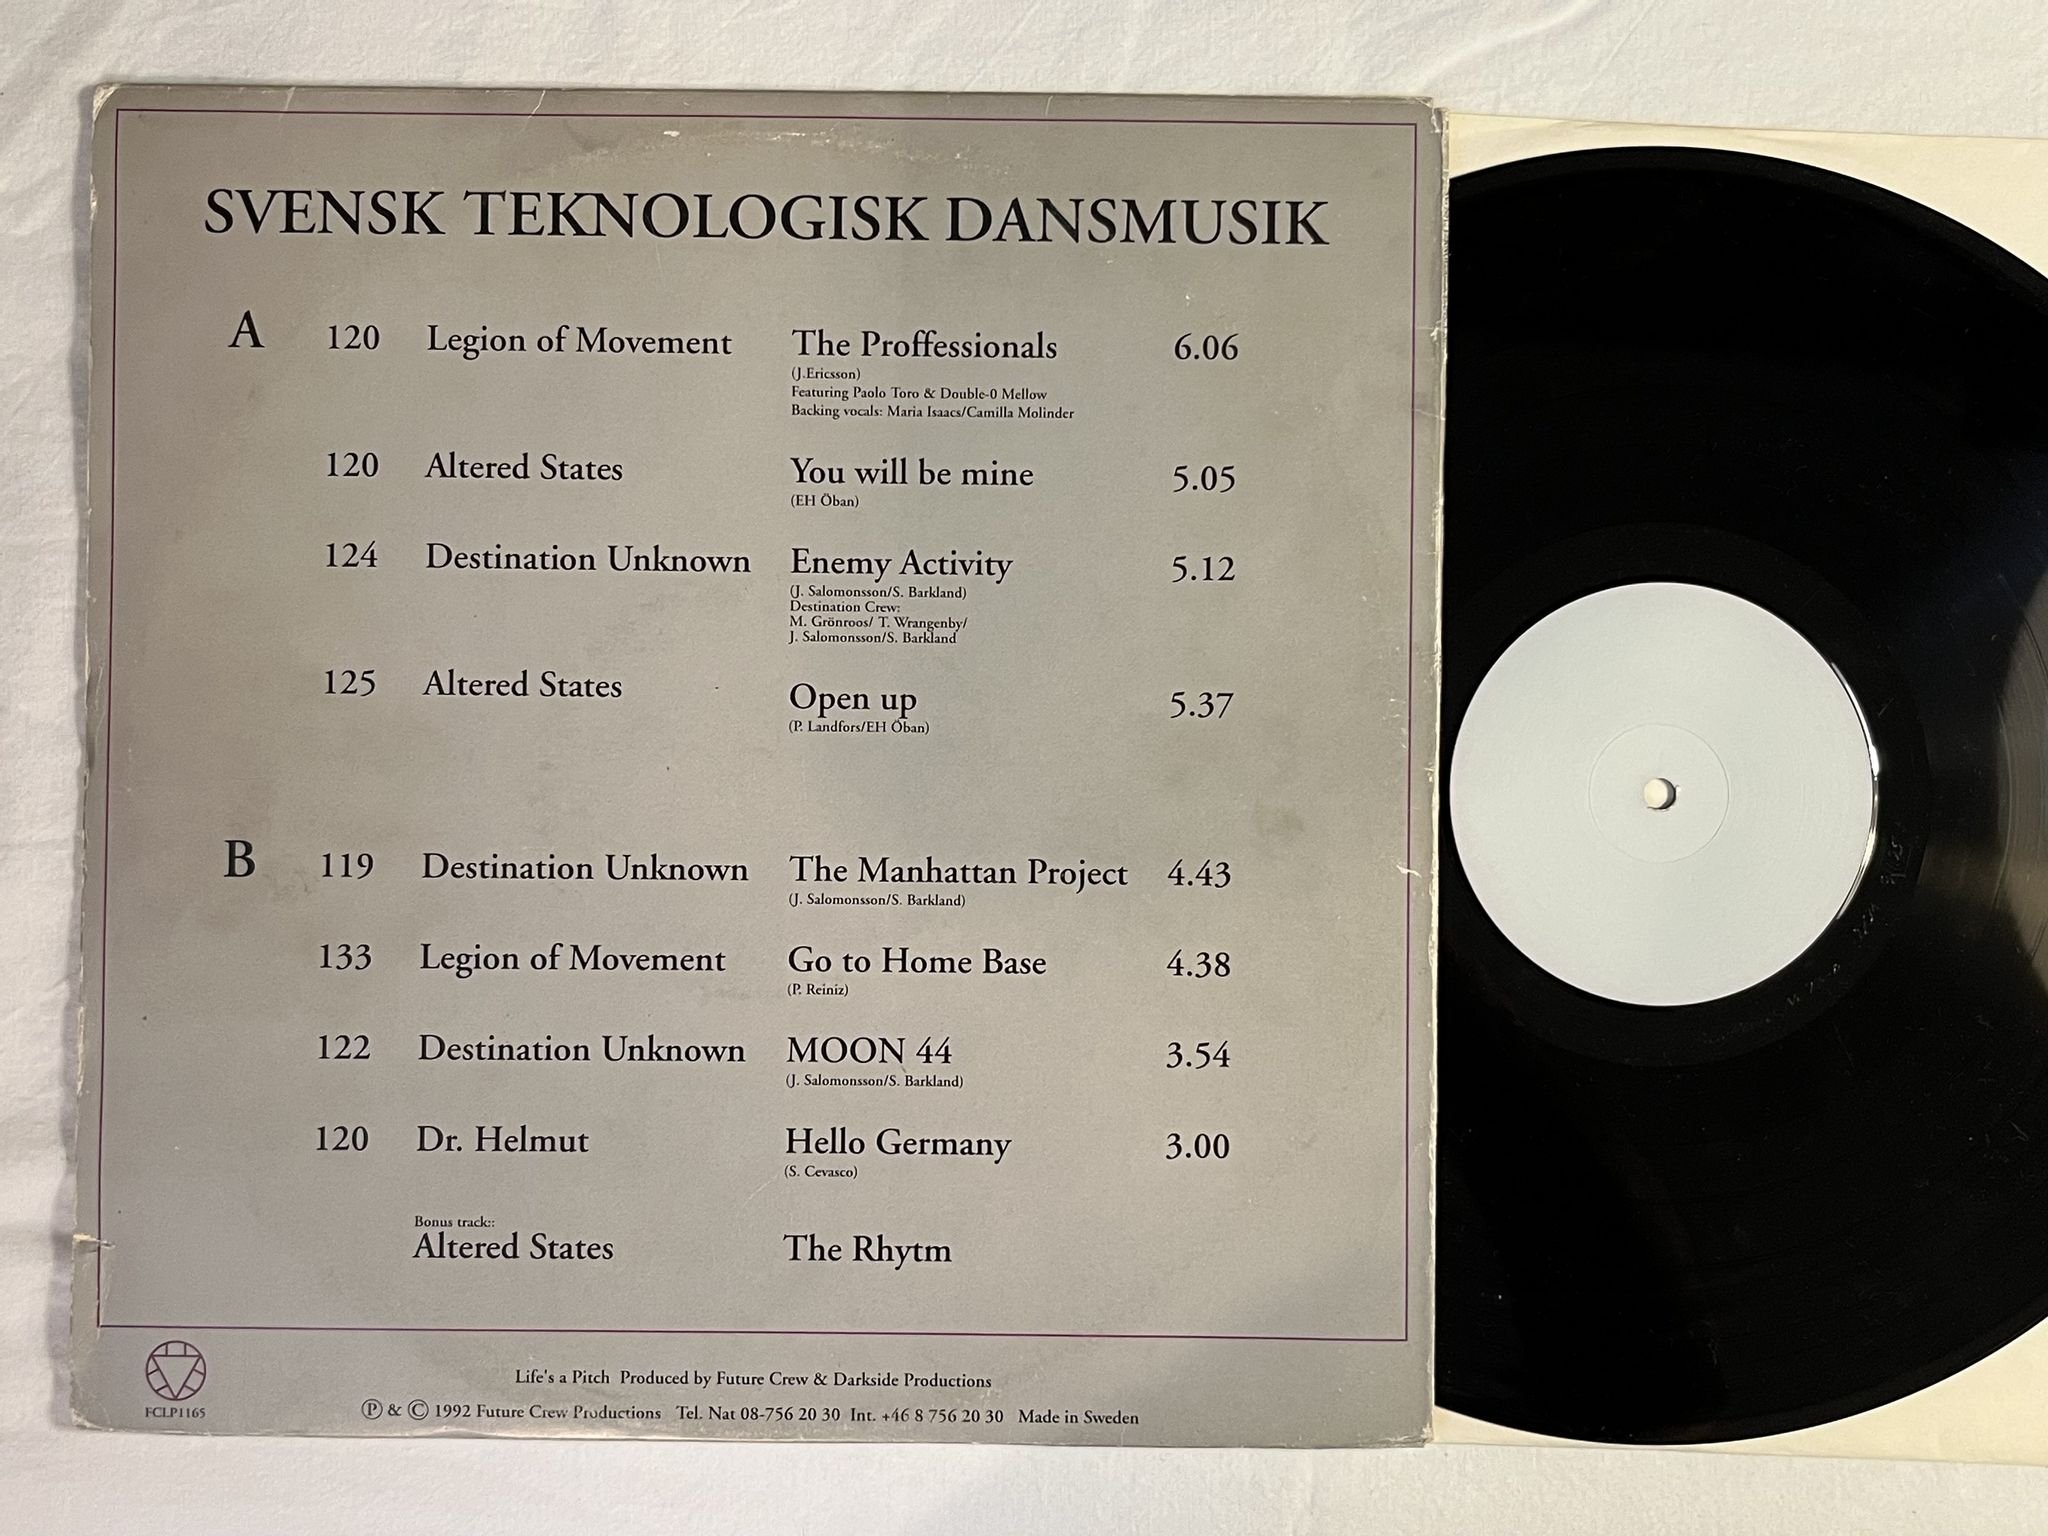 SVENSK TEKNOLOGISK DANSMUSIK
A 120 Legion of Movement The Proffessionals 6.06
(J.Ericsson)
Featuring Paolo Toro & Double-0 Mellow
Backing vocals: Maria Isaacs/Camilla Molinder
120 Altered States You will be mine 5.05
(EH Öban)
124 Destination Unknown Enemy Activity 5.12
(J. Salomonsson/S. Barkland)
Destination Crew:
M. Grönroos/ T. Wrangenby/
J. Salomonsson/S. Barkland
125 Altered States Open up 5.37
(P. Landfors/EH Öban)
B 119 Destination Unknown The Manhattan Project 4.43
(J. Salomonsson/S. Barkland)
133 Legion of Movement Go to Home Base 4.38
(P. Reiniz)
122 Destination Unknown MOON 44 3.54
(J. Salomonsson/S. Barkland)
120 Dr. Helmut Hello Germany 3.00
(S. Cevasco)
Bonus track::
Altered States The Rhytm
FCLP1165
Life's a Pitch Produced by Future Crew & Darkside Productions
Ⓟ & © 1992 Future Crew Productions Tel. Nat 08-756 20 30 Int. +46 8 756 20 30 Made in Sweden